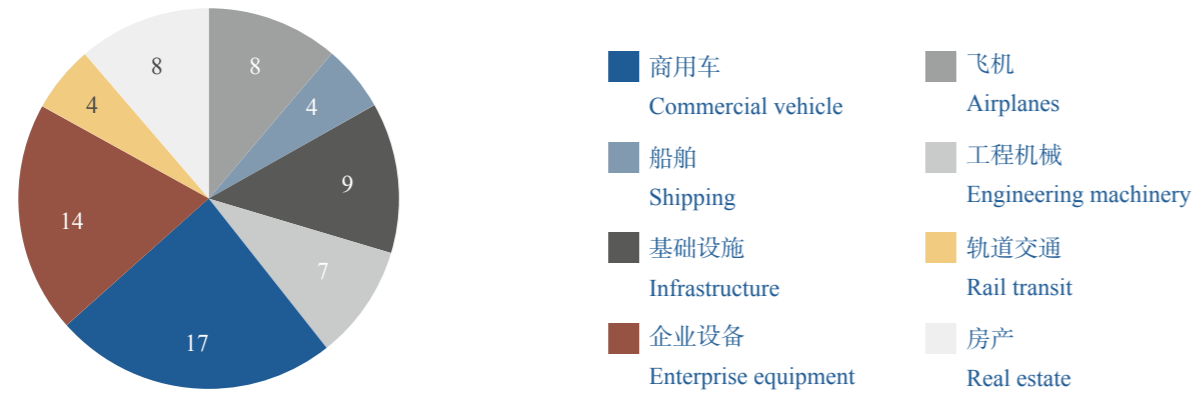 8
8
4
4
9
14
7
17
商用车
Commercial vehicle
飞机
Airplanes
船舶
Shipping
工程机械
Engineering machinery
基础设施
Infrastructure
轨道交通
Rail transit
企业设备
Enterprise equipment
房产
Real estate